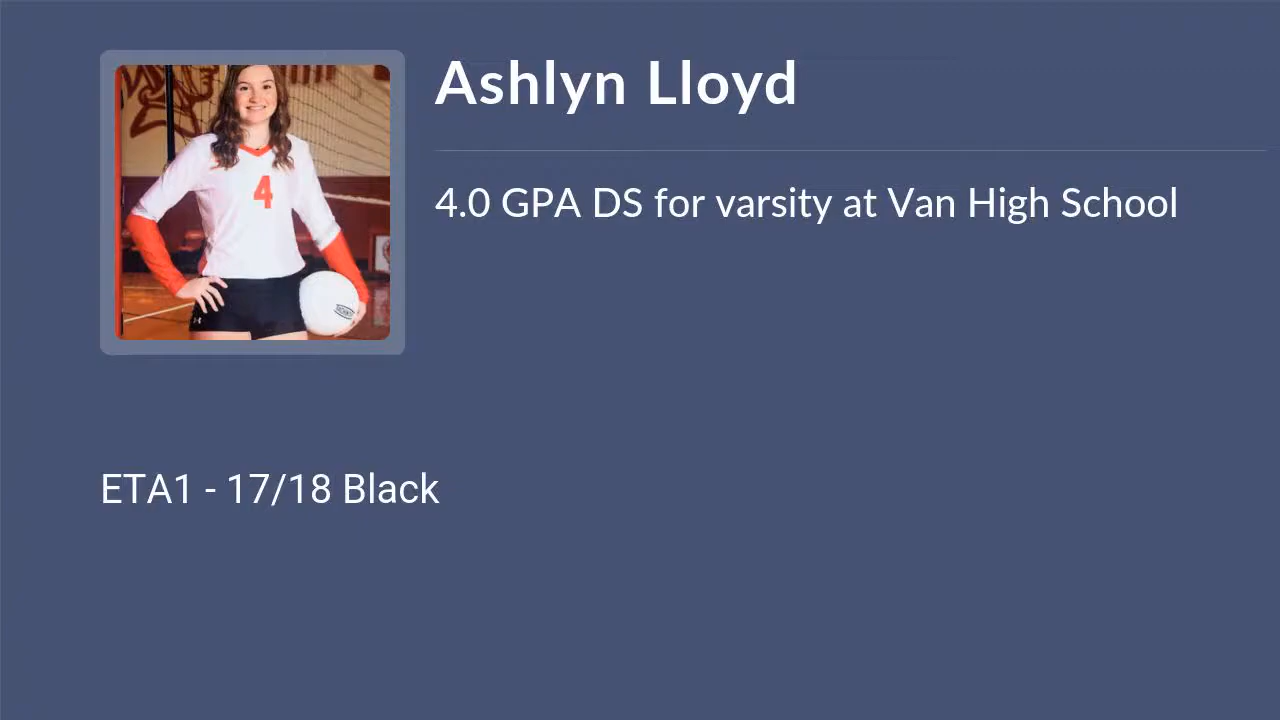 Ashlyn Lloyd
4.0 GPA DS for varsity at Van High School
4
ETA1 - 17/18 Black